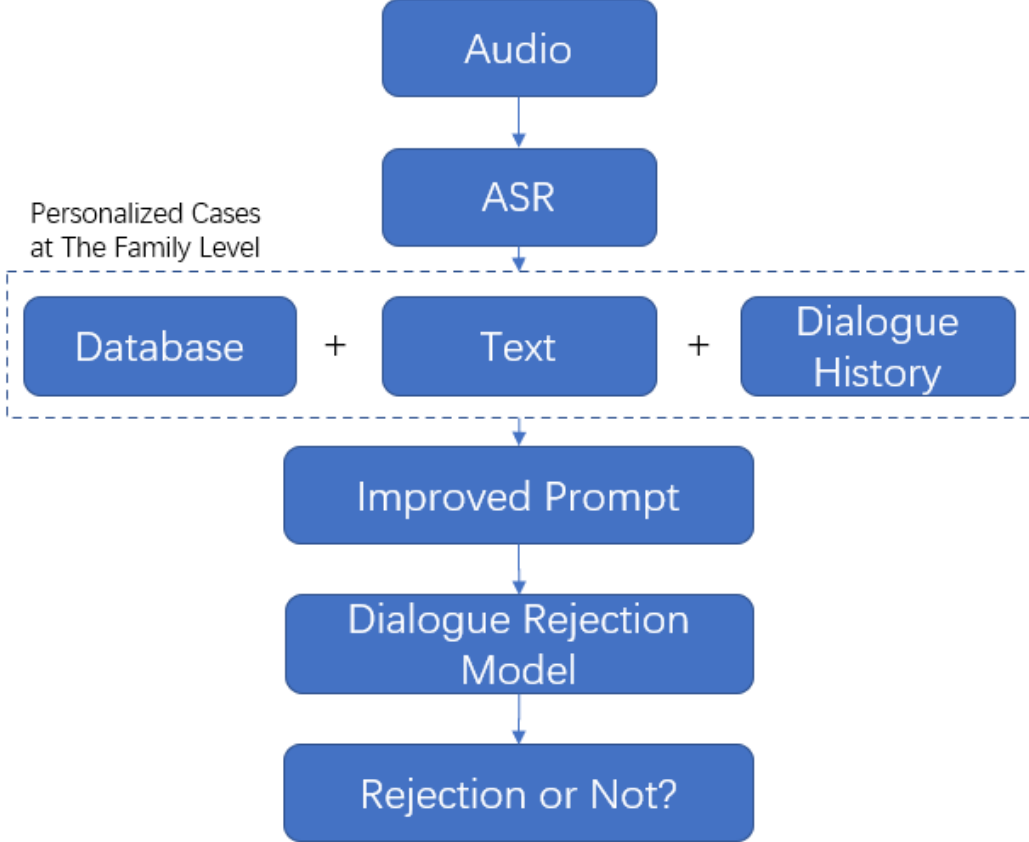 Audio
ASR
Personalized Cases
at The Family Level
Database + Text + Dialogue
History
Improved Prompt
Dialogue Rejection
Model
Rejection or Not?